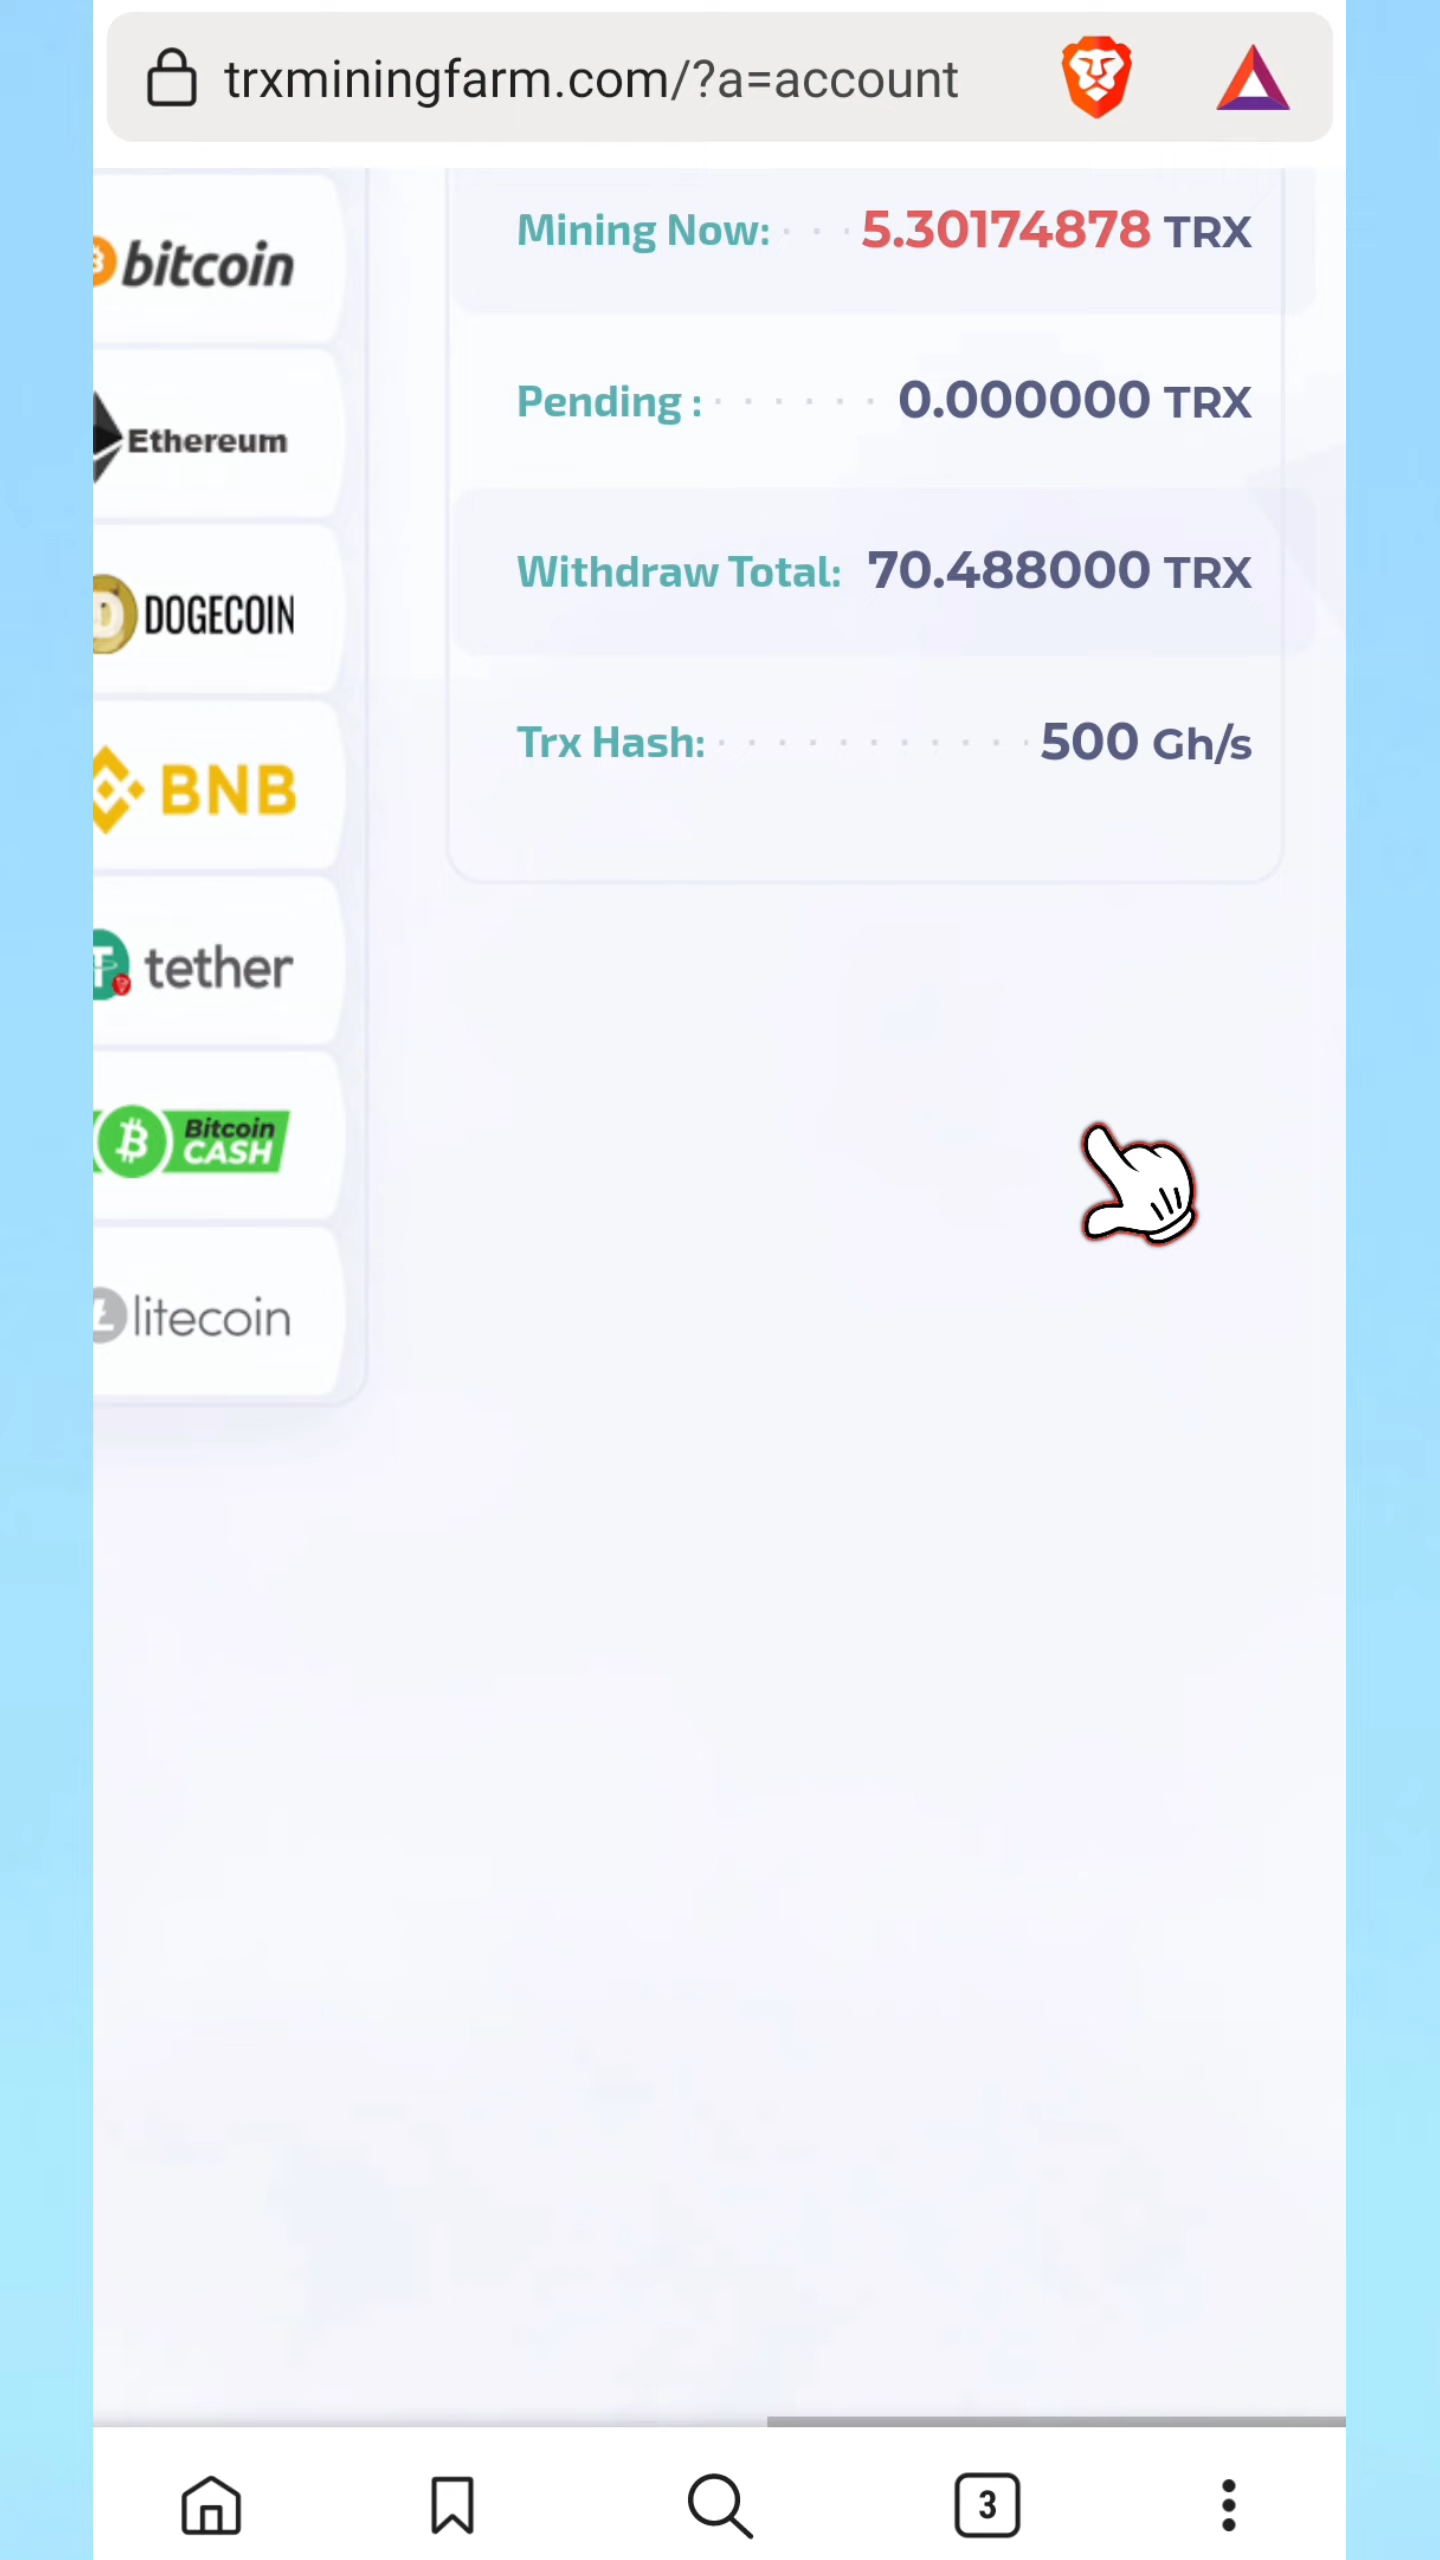 trxminingfarm.com/?a=account
Mining Now: 5.30174878 TRX
bitcoin
Pending : 0.000000 TRX
Ethereum
Withdraw Total: 70.488000 TRX
DOGECOIN
Trx Hash: 500 Gh/s
BNB
tether
Bitcoin
CASH
litecoin
3